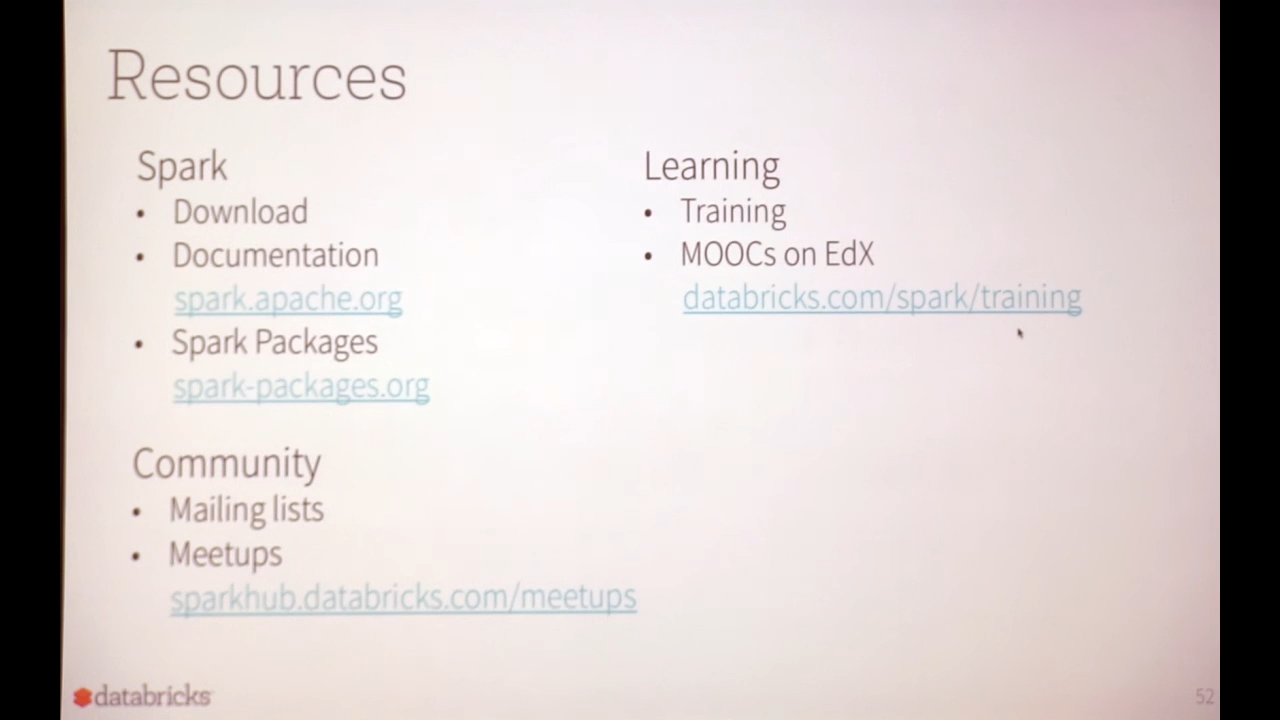 Resources
Spark
• Download
• Documentation
spark.apache.org
• Spark Packages
spark-packages.org
Community
• Mailing lists
• Meetups
sparkhub.databricks.com/meetups
Learning
• Training
• MOOCs on EdX
databricks.com/spark/training
databricks
52